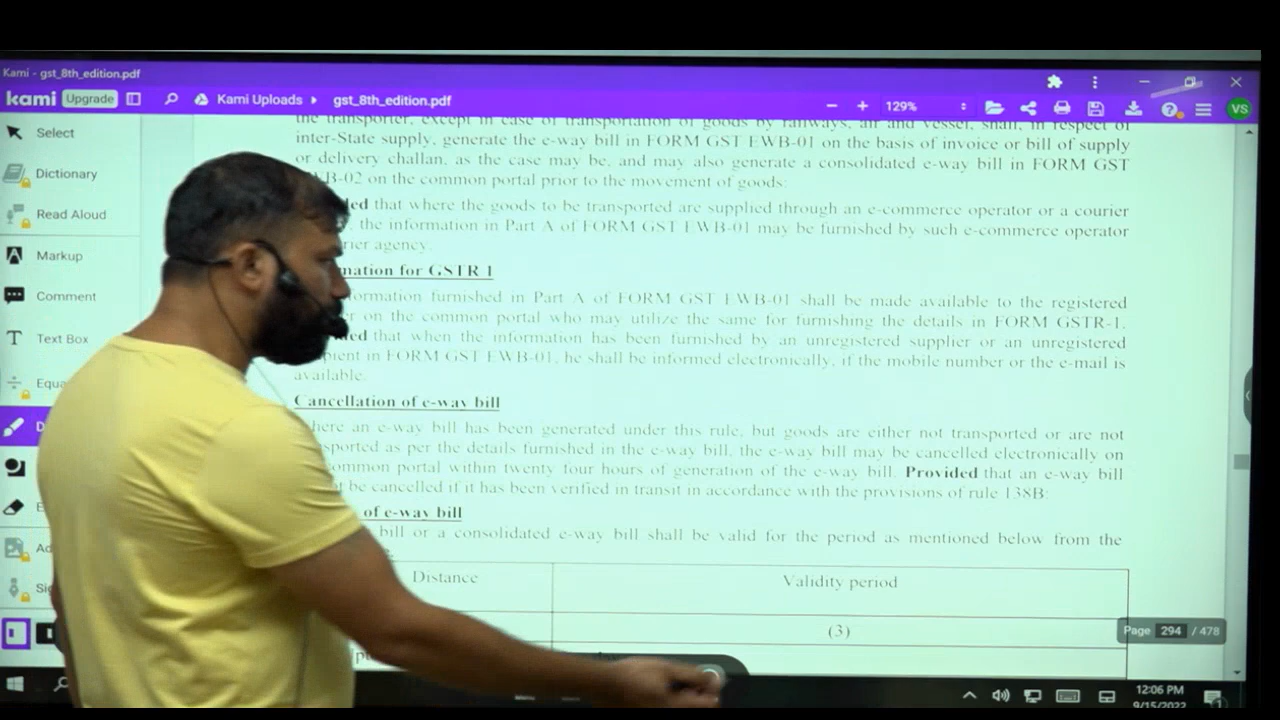 Kami - gst_8th_edition.pdf
kami Upgrade Kami Uploads gst_8th_edition.pdf 129% VS
Select
Dictionary
Read Aloud
Markup
Comment
Text Box
Equa
the transporter, except in case of transportation of goods by railways, air and vessel, shall, in respect of
inter-State supply, generate the e-way bill in FORM GST EWB-01 on the basis of invoice or bill of supply
or delivery challan, as the case may be, and may also generate a consolidated e-way bill in FORM GST
B-02 on the common portal prior to the movement of goods:
ded that where the goods to be transported are supplied through an e-commerce operator or a courier
, the information in Part A of FORM GST EWB-01 may be furnished by such e-commerce operator
rier agency.
mation for GSTR 1
formation furnished in Part A of FORM GST EWB-01 shall be made available to the registered
r on the common portal who may utilize the same for furnishing the details in FORM GSTR-1.
ded that when the information has been furnished by an unregistered supplier or an unregistered
ipient in FORM GST EWB-01, he shall be informed electronically, if the mobile number or the e-mail is
available.
Cancellation of e-way bill
here an e-way bill has been generated under this rule, but goods are either not transported or are not
sported as per the details furnished in the e-way bill, the e-way bill may be cancelled electronically on
common portal within twenty four hours of generation of the e-way bill. Provided that an e-way bill
t be cancelled if it has been verified in transit in accordance with the provisions of rule 138B:
of e-way bill
bill or a consolidated e-way bill shall be valid for the period as mentioned below from the
Distance Validity period
(3)
Page 294 / 478
12:06 PM
9/15/2022